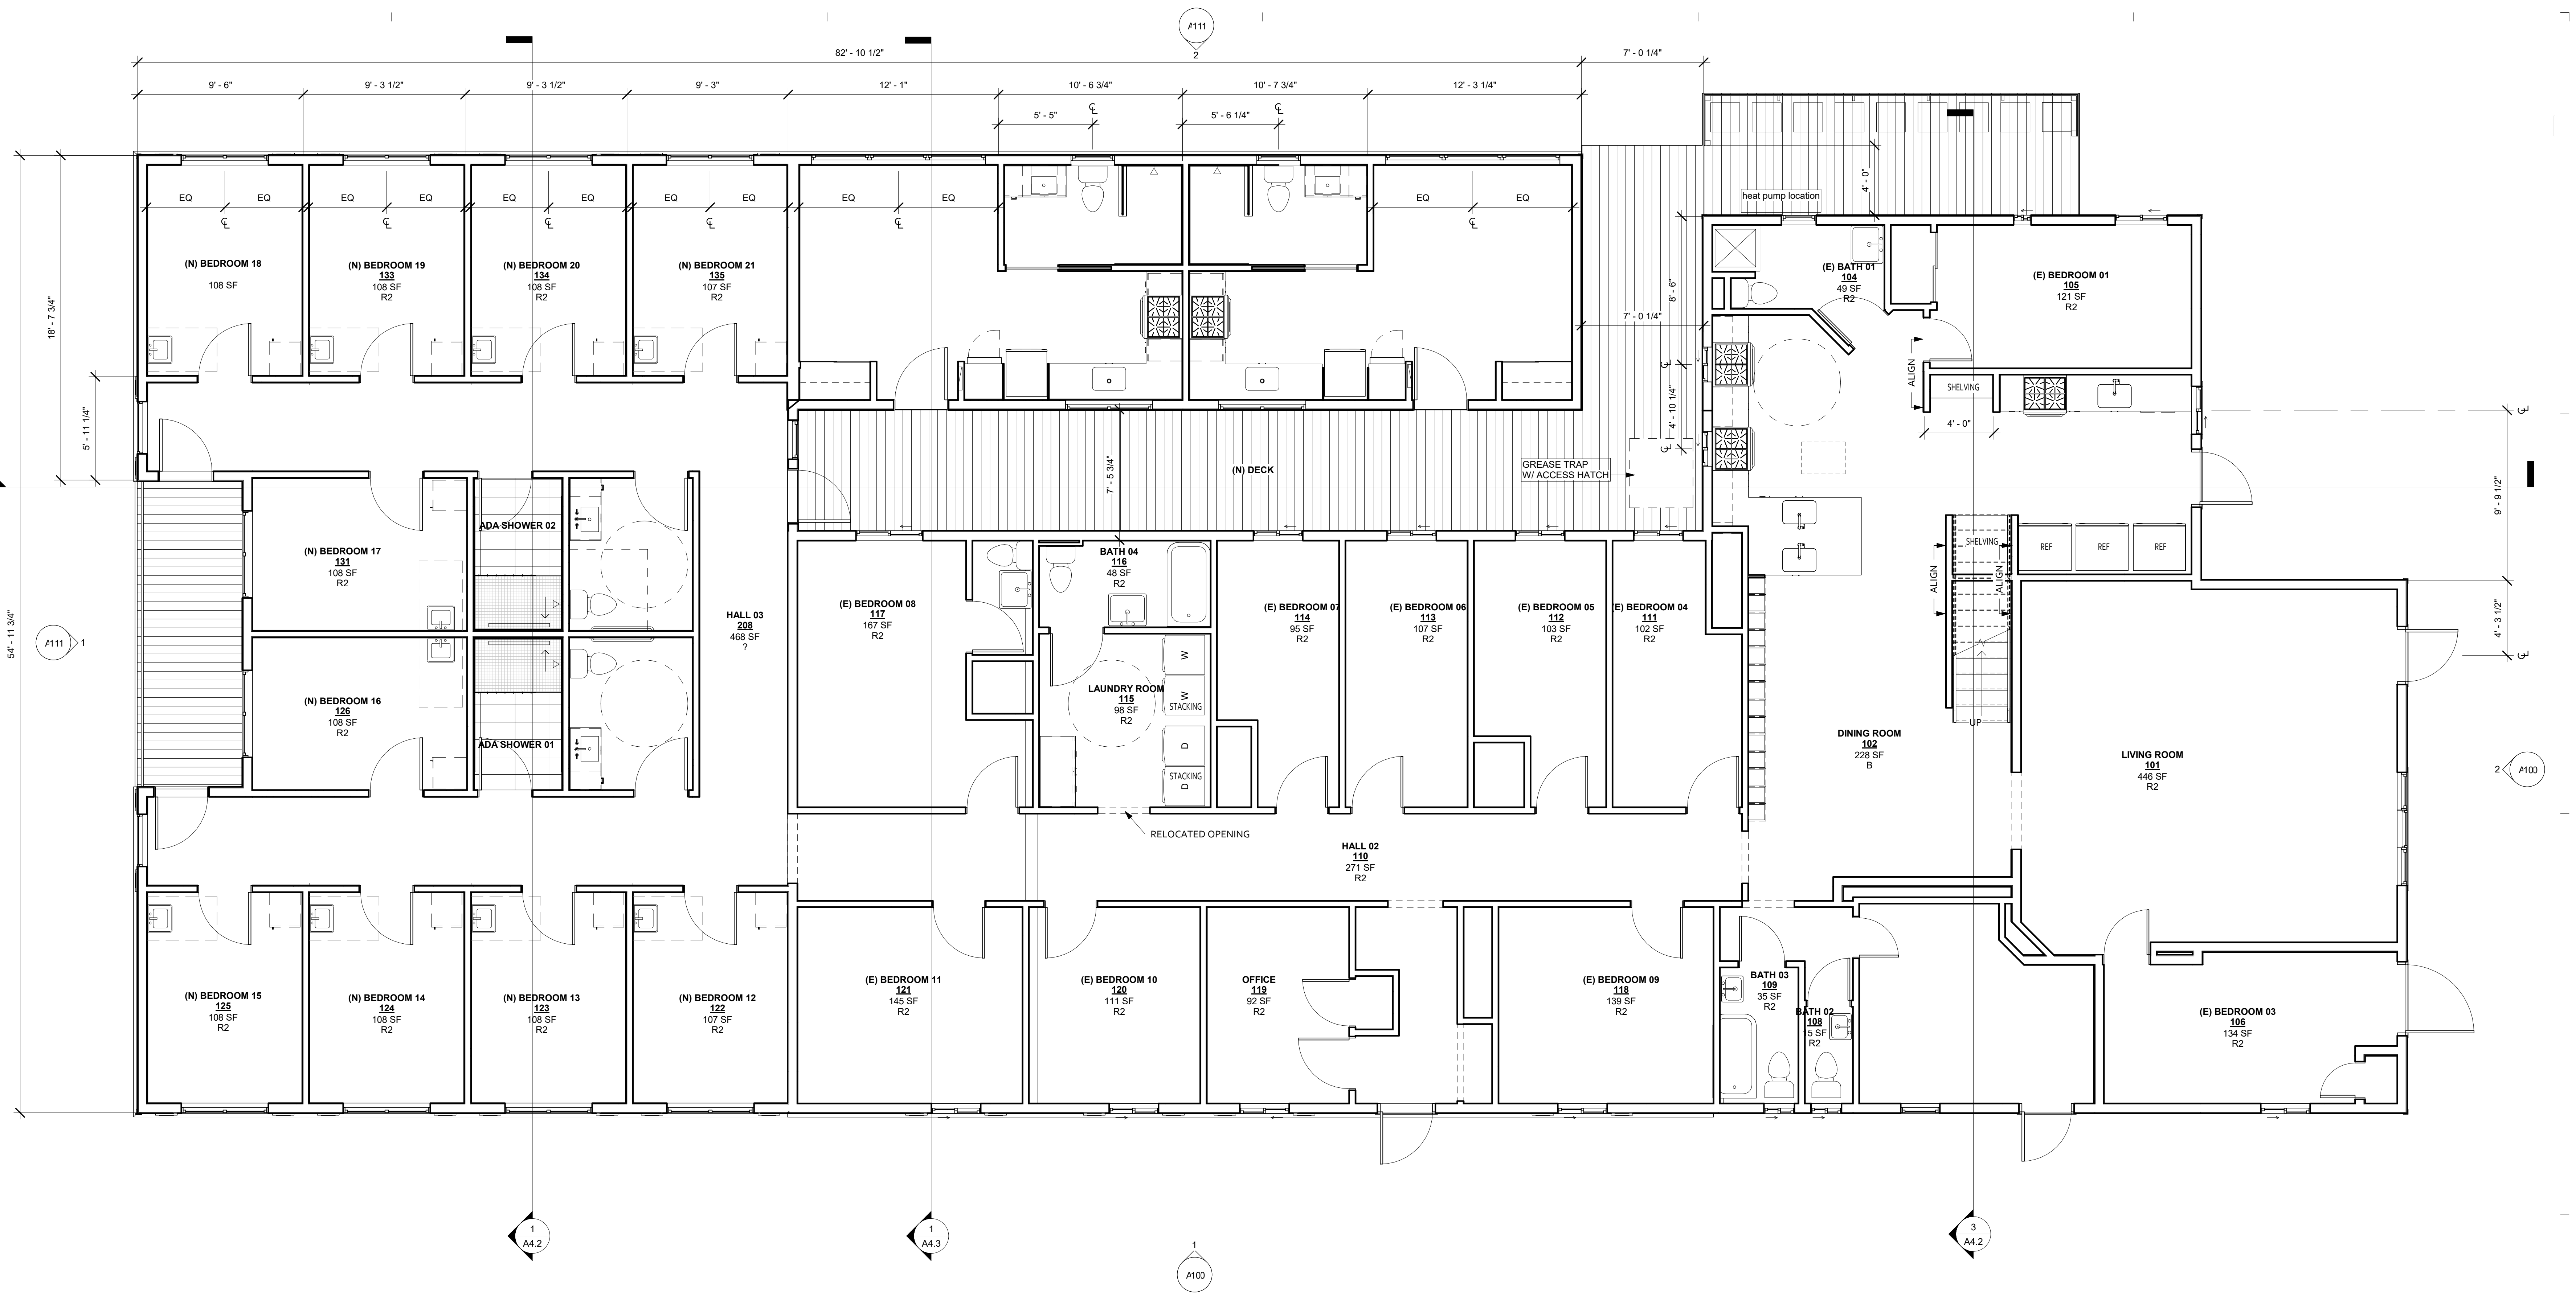 A111
2
82' - 10 1/2"
7' - 0 1/4"
9' - 6"
9' - 3 1/2"
9' - 3 1/2"
9' - 3"
12' - 1"
10' - 6 3/4"
10' - 7 3/4"
12' - 3 1/4"
5' - 5"
5' - 6 1/4"
4' - 0"
heat pump location
EQ
EQ
EQ
EQ
EQ
EQ
EQ
EQ
EQ
EQ
EQ
EQ
(N) BEDROOM 18
108 SF
(N) BEDROOM 19
133
108 SF
R2
(N) BEDROOM 20
134
108 SF
R2
(N) BEDROOM 21
135
107 SF
R2
(E) BATH 01
104
49 SF
R2
(E) BEDROOM 01
105
121 SF
R2
18' - 7 3/4"
8' - 6"
7' - 0 1/4"
ALIGN
SHELVING
5' - 11 1/4"
4' - 10 1/4"
4' - 0"
7' - 5 3/4"
(N) DECK
GREASE TRAP
W/ ACCESS HATCH
9' - 9 1/2"
ADA SHOWER 02
(N) BEDROOM 17
131
108 SF
R2
BATH 04
116
48 SF
R2
SHELVING
REF
REF
REF
ALIGN
ALIGN
HALL 03
208
468 SF
?
(E) BEDROOM 08
117
167 SF
R2
(E) BEDROOM 07
114
95 SF
R2
(E) BEDROOM 06
113
107 SF
R2
(E) BEDROOM 05
112
103 SF
R2
(E) BEDROOM 04
111
102 SF
R2
4' - 3 1/2"
54' - 11 3/4"
A111
1
W
W
STACKING
LAUNDRY ROOM
115
98 SF
R2
(N) BEDROOM 16
126
108 SF
R2
ADA SHOWER 01
D
STACKING
D
UP
DINING ROOM
102
228 SF
B
LIVING ROOM
101
446 SF
R2
2
A100
RELOCATED OPENING
HALL 02
110
271 SF
R2
(N) BEDROOM 15
125
108 SF
R2
(N) BEDROOM 14
124
108 SF
R2
(N) BEDROOM 13
123
108 SF
R2
(N) BEDROOM 12
122
107 SF
R2
(E) BEDROOM 11
121
145 SF
R2
(E) BEDROOM 10
120
111 SF
R2
OFFICE
119
92 SF
R2
(E) BEDROOM 09
118
139 SF
R2
BATH 03
109
35 SF
R2
BATH 02
108
5 SF
R2
(E) BEDROOM 03
106
134 SF
R2
1
A4.2
1
A4.3
3
A4.2
1
A100